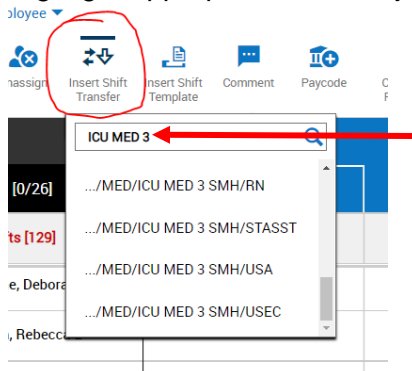 ployee
nassign
Insert Shift Transfer
Insert Shift Template
Comment
Paycode
ICU MED 3
[0/26]
.../MED/ICU MED 3 SMH/RN
.../MED/ICU MED 3 SMH/STASST
fts [129]
.../MED/ICU MED 3 SMH/USA
e, Debora
.../MED/ICU MED 3 SMH/USEC
, Rebecca